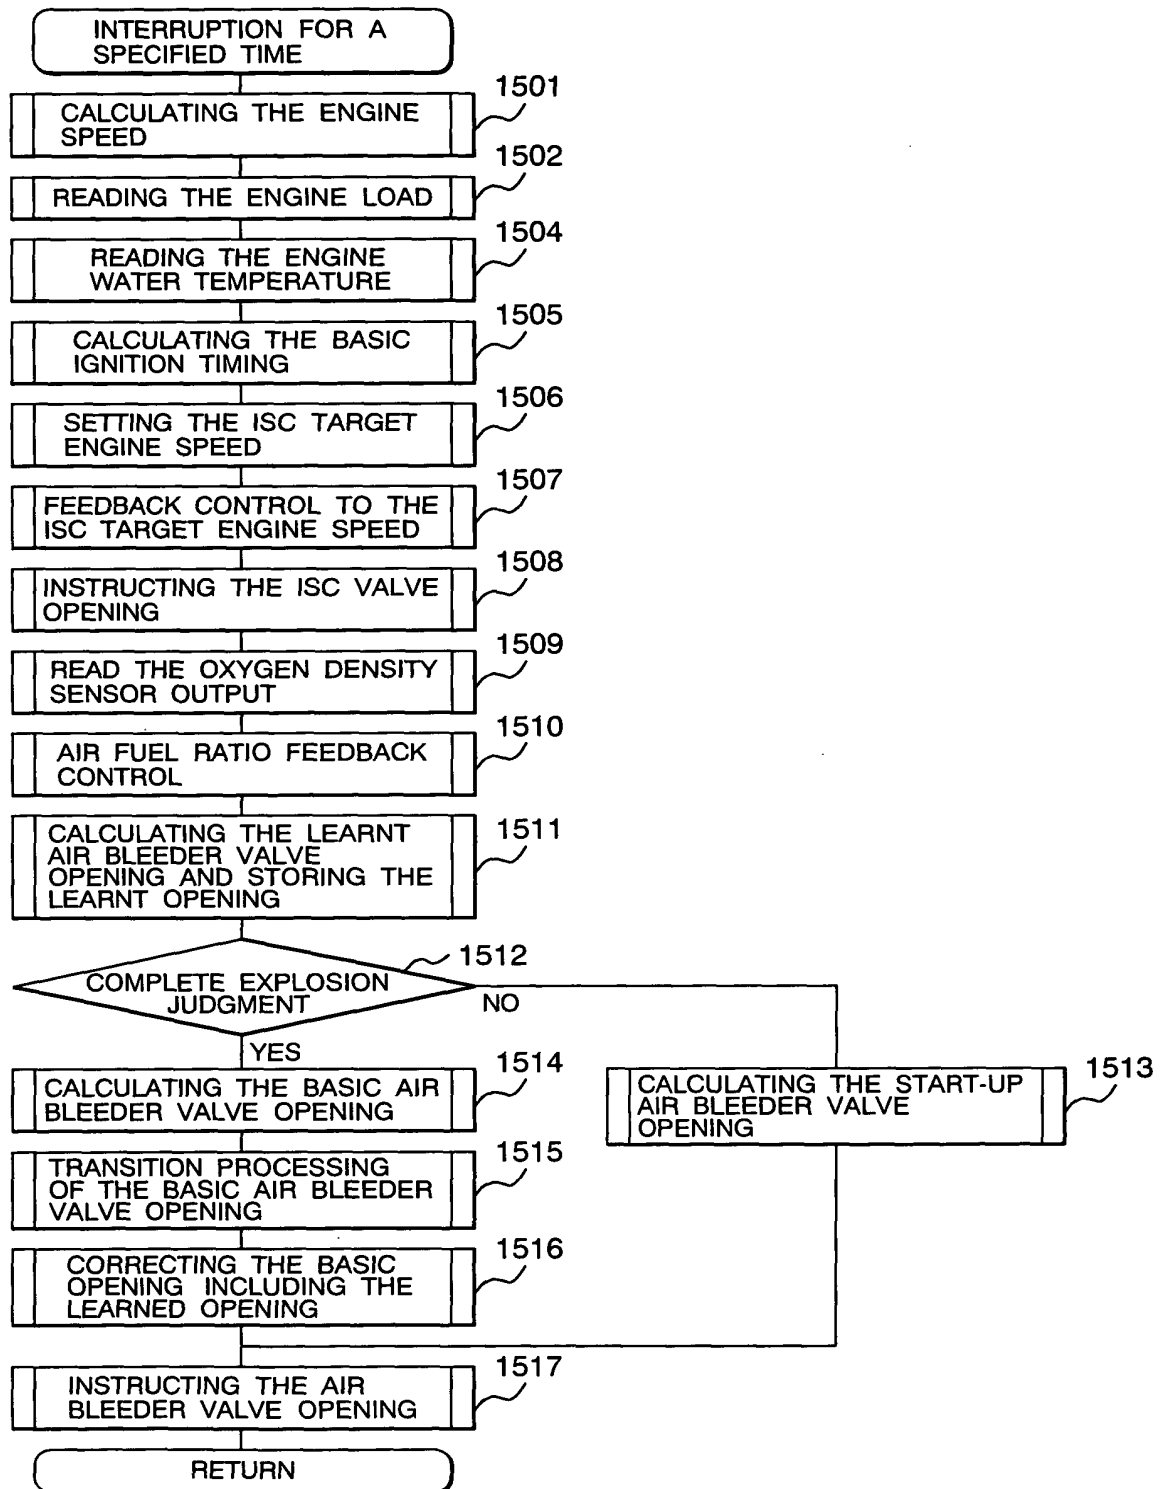 INTERRUPTION FOR A
SPECIFIED TIME
1501
CALCULATING THE ENGINE
SPEED
1502
READING THE ENGINE LOAD
1504
READING THE ENGINE
WATER TEMPERATURE
1505
CALCULATING THE BASIC
IGNITION TIMING
1506
SETTING THE ISC TARGET
ENGINE SPEED
1507
FEEDBACK CONTROL TO THE
ISC TARGET ENGINE SPEED
1508
INSTRUCTING THE ISC VALVE
OPENING
1509
READ THE OXYGEN DENSITY
SENSOR OUTPUT
1510
AIR FUEL RATIO FEEDBACK
CONTROL
1511
CALCULATING THE LEARNT
AIR BLEEDER VALVE
OPENING AND STORING THE
LEARNT OPENING
1512
COMPLETE EXPLOSION
JUDGMENT
NO
YES
1514
CALCULATING THE BASIC AIR
BLEEDER VALVE OPENING
1513
CALCULATING THE START-UP
AIR BLEEDER VALVE
OPENING
1515
TRANSITION PROCESSING
OF THE BASIC AIR BLEEDER
VALVE OPENING
1516
CORRECTING THE BASIC
OPENING INCLUDING THE
LEARNED OPENING
1517
INSTRUCTING THE AIR
BLEEDER VALVE OPENING
RETURN